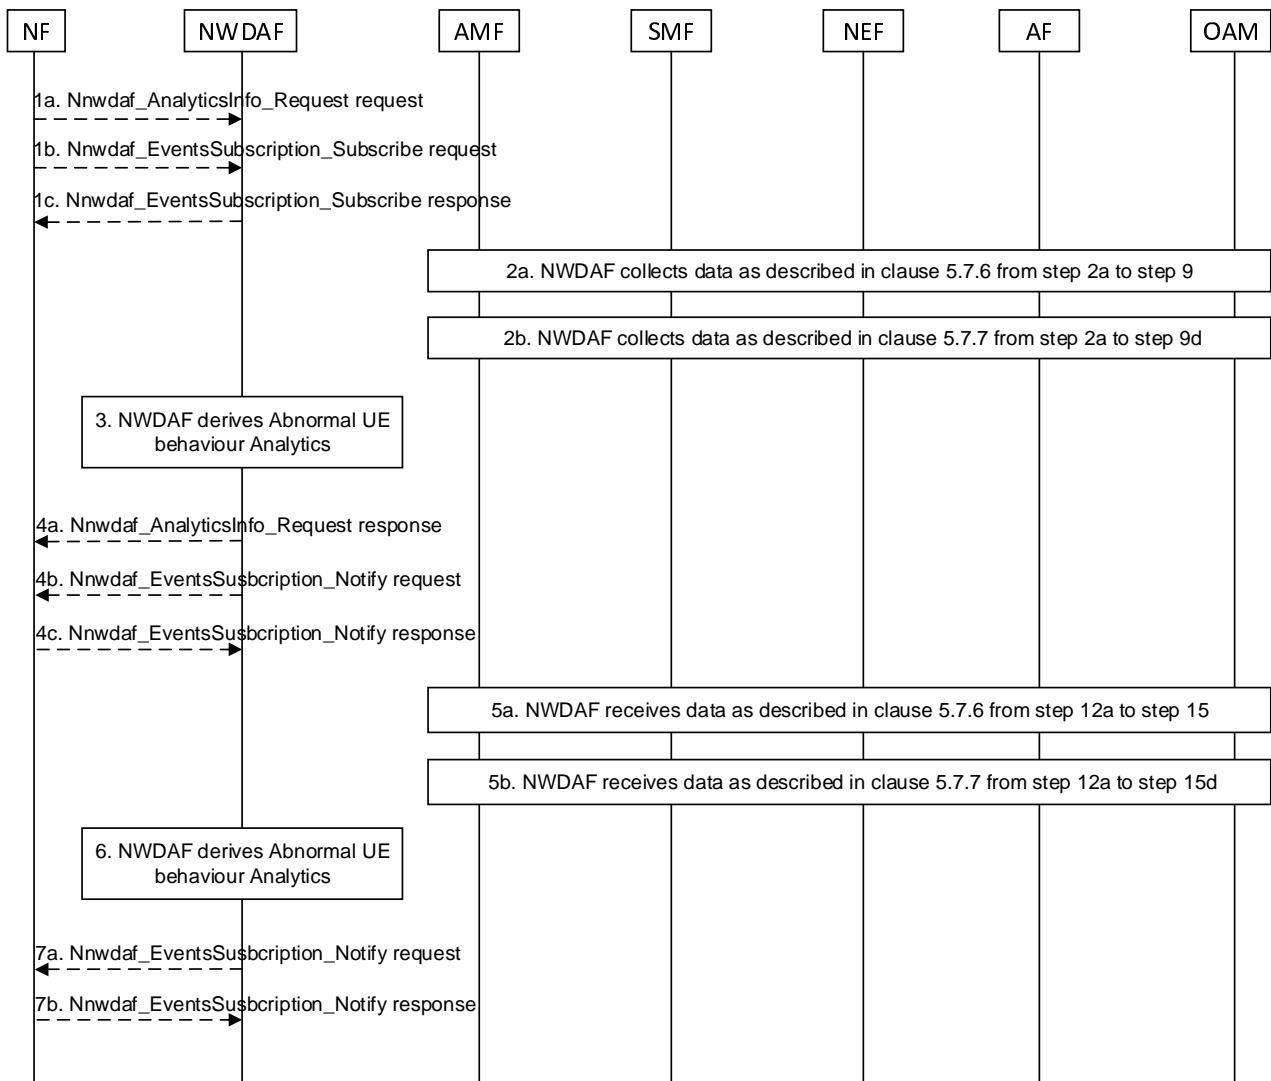 NF NWDAF AMF SMF NEF AF OAM
1a. Nnwdaf_AnalyticsInfo_Request request
1b. Nnwdaf_EventsSubscription_Subscribe request
1c. Nnwdaf_EventsSubscription_Subscribe response
2a. NWDAF collects data as described in clause 5.7.6 from step 2a to step 9
2b. NWDAF collects data as described in clause 5.7.7 from step 2a to step 9d
3. NWDAF derives Abnormal UE
behaviour Analytics
4a. Nnwdaf_AnalyticsInfo_Request response
4b. Nnwdaf_EventsSusbcription_Notify request
4c. Nnwdaf_EventsSusbcription_Notify response
5a. NWDAF receives data as described in clause 5.7.6 from step 12a to step 15
5b. NWDAF receives data as described in clause 5.7.7 from step 12a to step 15d
6. NWDAF derives Abnormal UE
behaviour Analytics
7a. Nnwdaf_EventsSusbcription_Notify request
7b. Nnwdaf_EventsSusbcription_Notify response